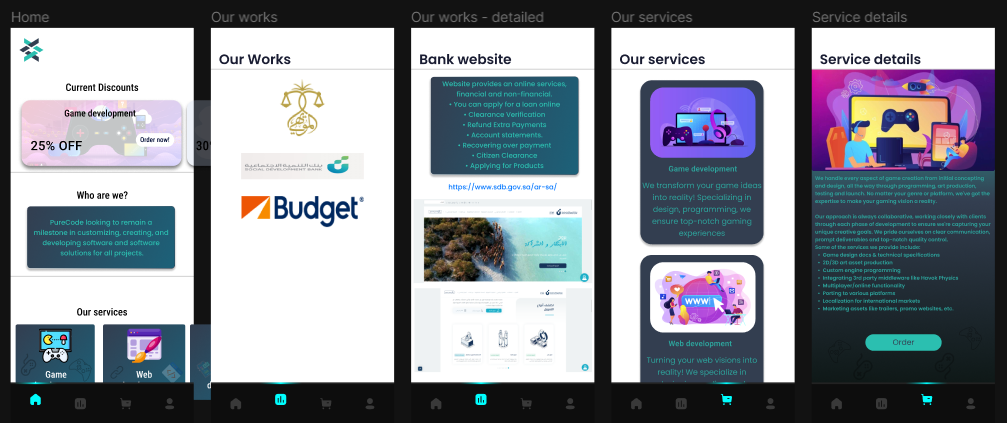 Home
Current Discounts
Game development
25% OFF
Order now!
30
Who are we?
PureCode looking to remain a
milestone in customizing, creating, and
developing software and software
solutions for all projects.
Our services
Game
Web
d
Our works
Our Works
بنك التنمية الاجتماعية
SOCIAL DEVELOPMENT BANK
Budget®
Our works - detailed
Bank website
Website provides an online services,
financial and non-financial.
• You can apply for a loan online
• Clearance Verification
• Refund Extra Payments
• Account statements.
• Recovering over payment
• Citizen Clearance
• Applying for Products
https://www.sdb.gov.sa/ar-sa/
Our services
Our services
Game development
We transform your game ideas
into reality! Specializing in
design, programming, we
ensure top-notch gaming
experiences
WWW
Web development
Turning your web visions into
reality! We specialize in
Service details
Service details
We handle every aspect of game creation from initial concepting
and design, all the way through programming, art production,
testing and launch. No matter your genre or platform, we've got the
expertise to make your gaming vision a reality.
Our approach is always collaborative, working closely with clients
through each phase of development to ensure we're capturing your
unique creative goals. We pride ourselves on clear communication,
prompt deliverables and top-notch quality control.
Some of the services we provide include:
• Game design docs & technical specifications
• 2D/3D art asset production
• Custom engine programming
• Integrating 3rd party middleware like Havok Physics
• Multiplayer/online functionality
• Porting to various platforms
• Localization for international markets
• Marketing assets like trailers, promo websites, etc.
Order